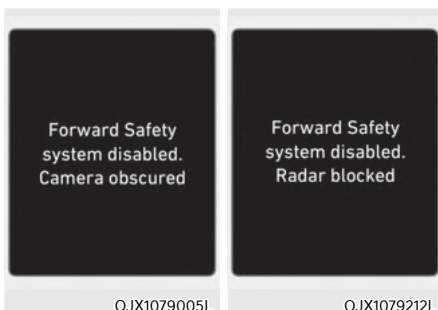 Forward Safety
system disabled.
Camera obscured
Forward Safety
system disabled.
Radar blocked
OJX1079005L
OJX1079212L